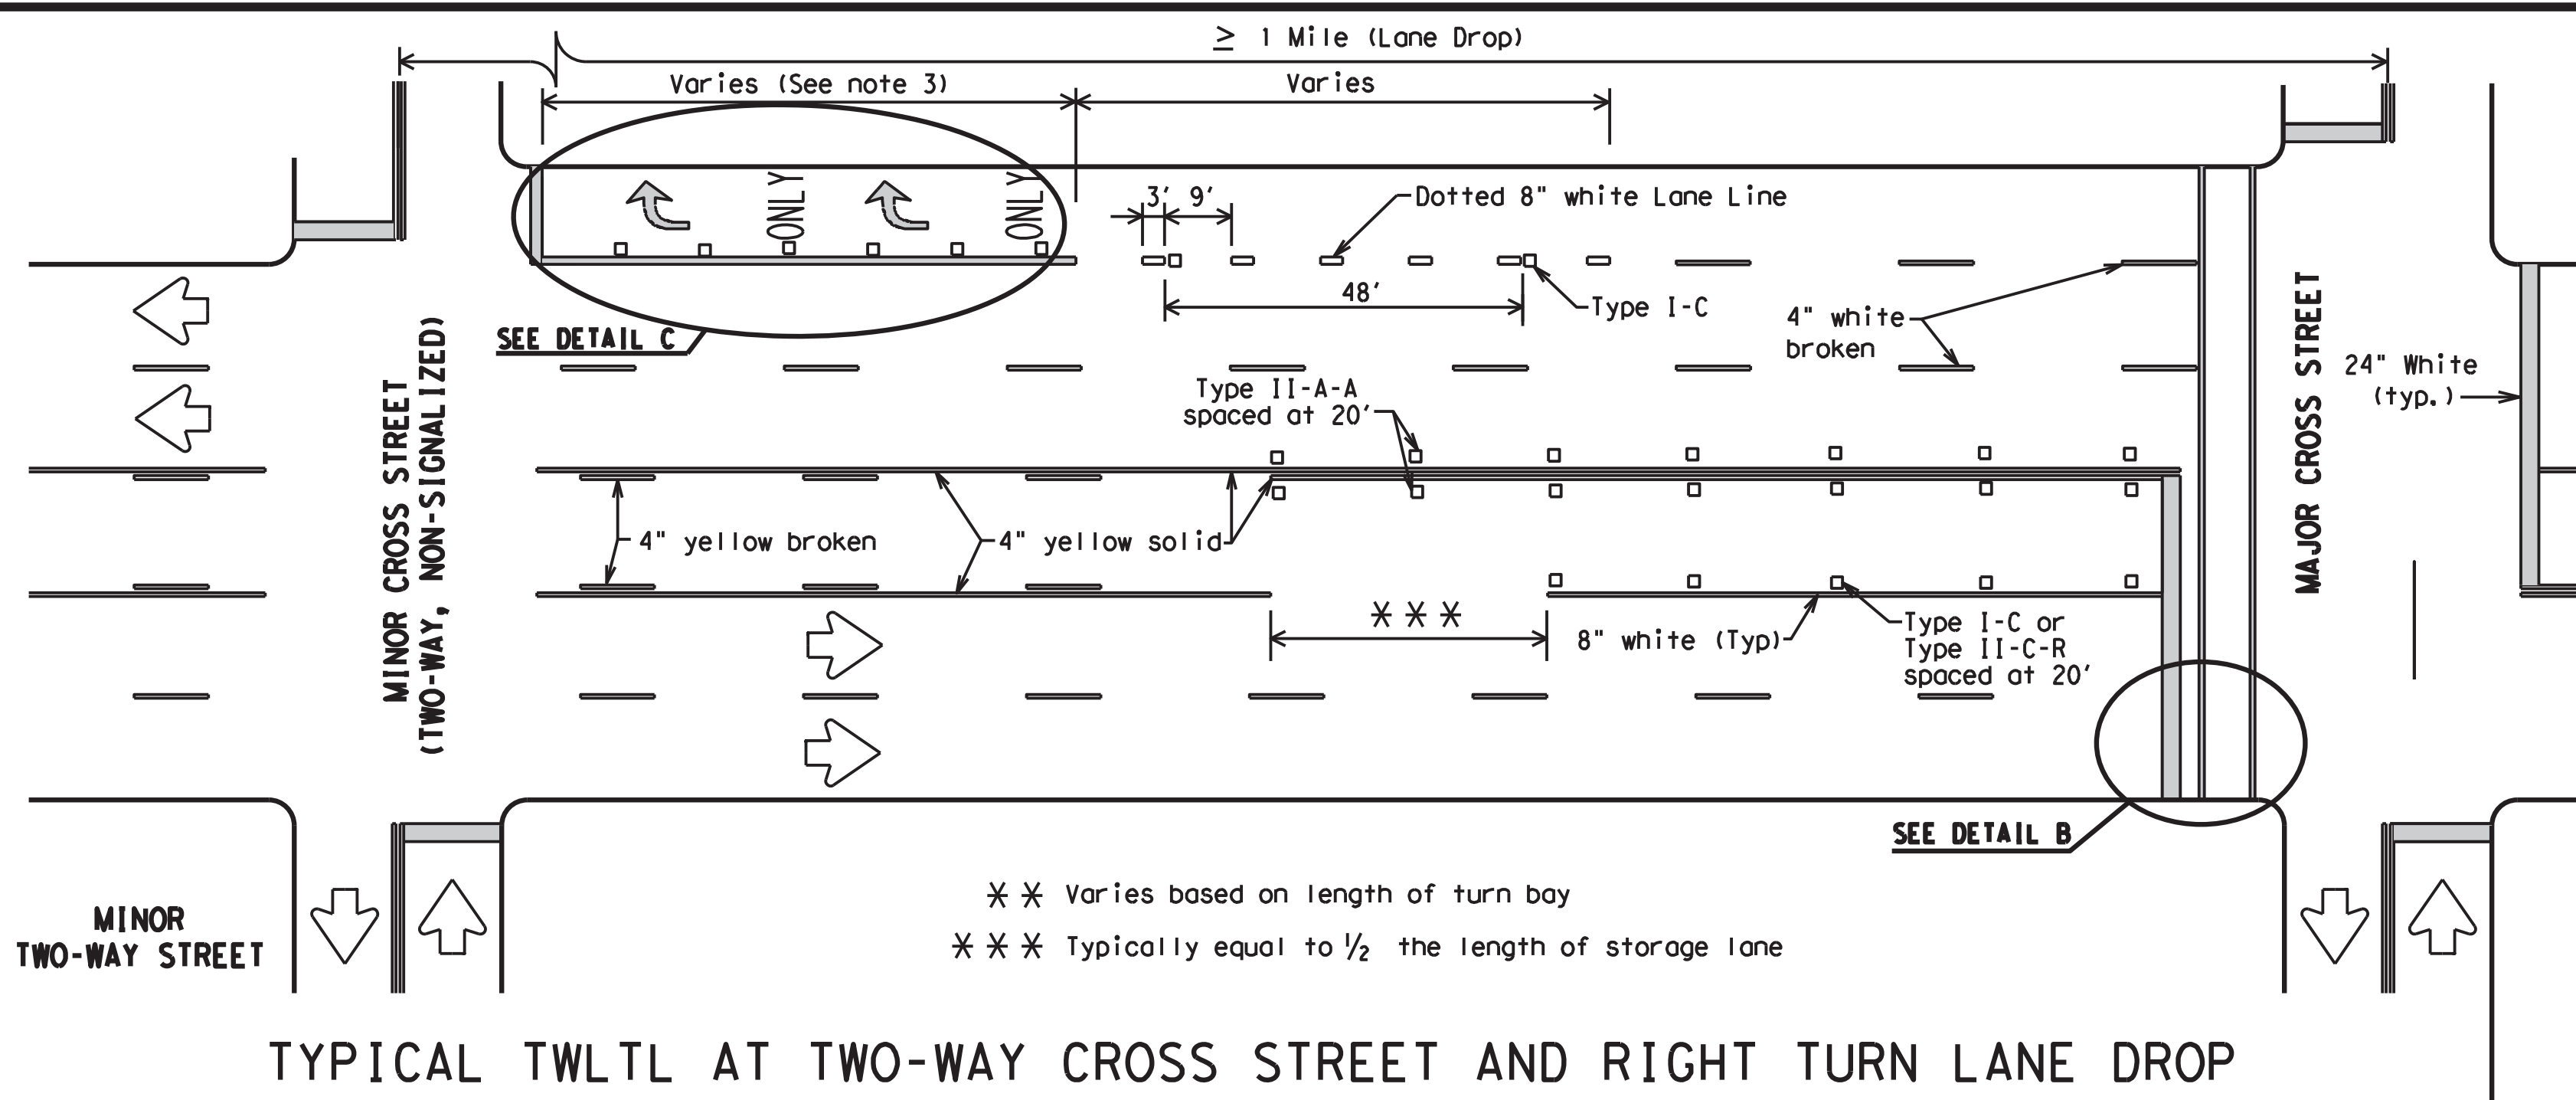 ≥ 1 Mile (Lane Drop)
Varies (See note 3)
Varies
ONLY
ONLY
3' 9'
Dotted 8" white Lane Line
48'
Type I-C
SEE DETAIL C
4" white
broken
MINOR CROSS STREET
(TWO-WAY, NON-SIGNALIZED)
MAJOR CROSS STREET
24" White
(typ.)
Type II-A-A
spaced at 20'
4" yellow broken
4" yellow solid
***
8" white (Typ)
Type I-C or
Type II-C-R
spaced at 20'
SEE DETAIL B
MINOR
TWO-WAY STREET
** Varies based on length of turn bay
*** Typically equal to ½ the length of storage lane
TYPICAL TWLTL AT TWO-WAY CROSS STREET AND RIGHT TURN LANE DROP